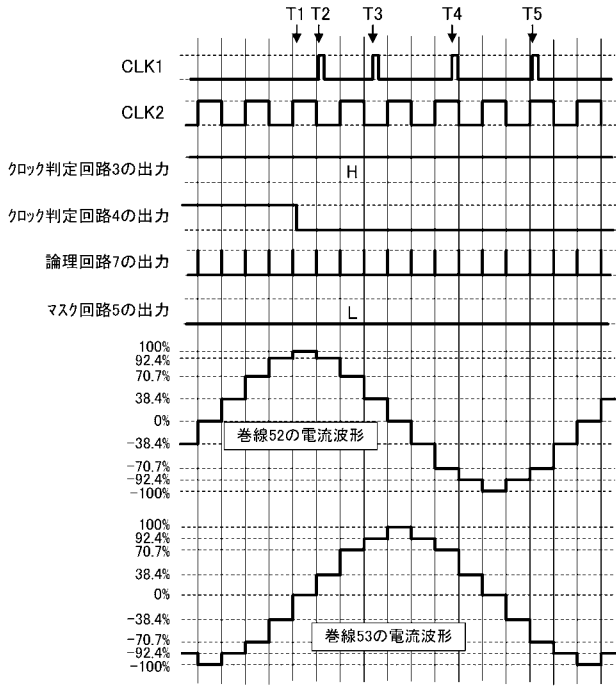 T1 T2 T3 T4 T5
CLK1
CLK2
クロック判定回路3の出力
H
クロック判定回路4の出力
論理回路7の出力
マスク回路5の出力
L
100%
92.4%
70.7%
38.4%
0%
-38.4%
-70.7%
-92.4%
-100%
巻線52の電流波形
100%
92.4%
70.7%
38.4%
0%
-38.4%
-70.7%
-92.4%
-100%
巻線53の電流波形